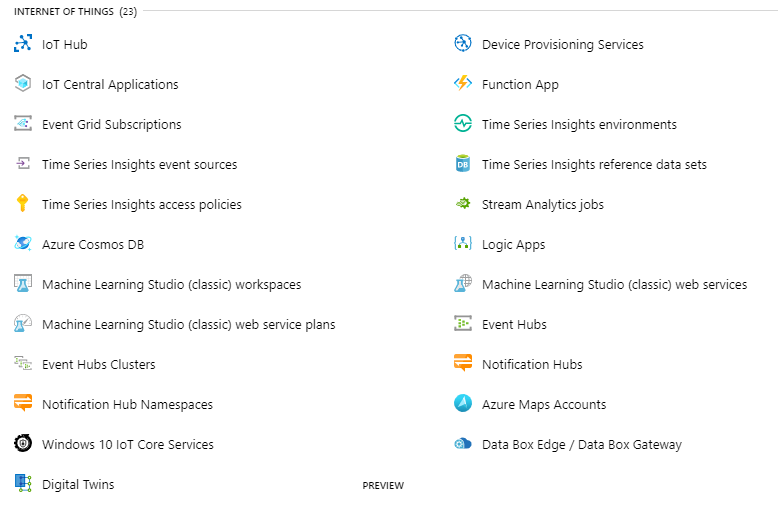 INTERNET OF THINGS (23)
IoT Hub
Device Provisioning Services
IoT Central Applications
Function App
Event Grid Subscriptions
Time Series Insights environments
Time Series Insights event sources
DB
Time Series Insights reference data sets
Time Series Insights access policies
Stream Analytics jobs
Azure Cosmos DB
Logic Apps
Machine Learning Studio (classic) workspaces
Machine Learning Studio (classic) web services
Machine Learning Studio (classic) web service plans
Event Hubs
Event Hubs Clusters
Notification Hubs
Notification Hub Namespaces
Azure Maps Accounts
Windows 10 IoT Core Services
Data Box Edge / Data Box Gateway
Digital Twins
PREVIEW